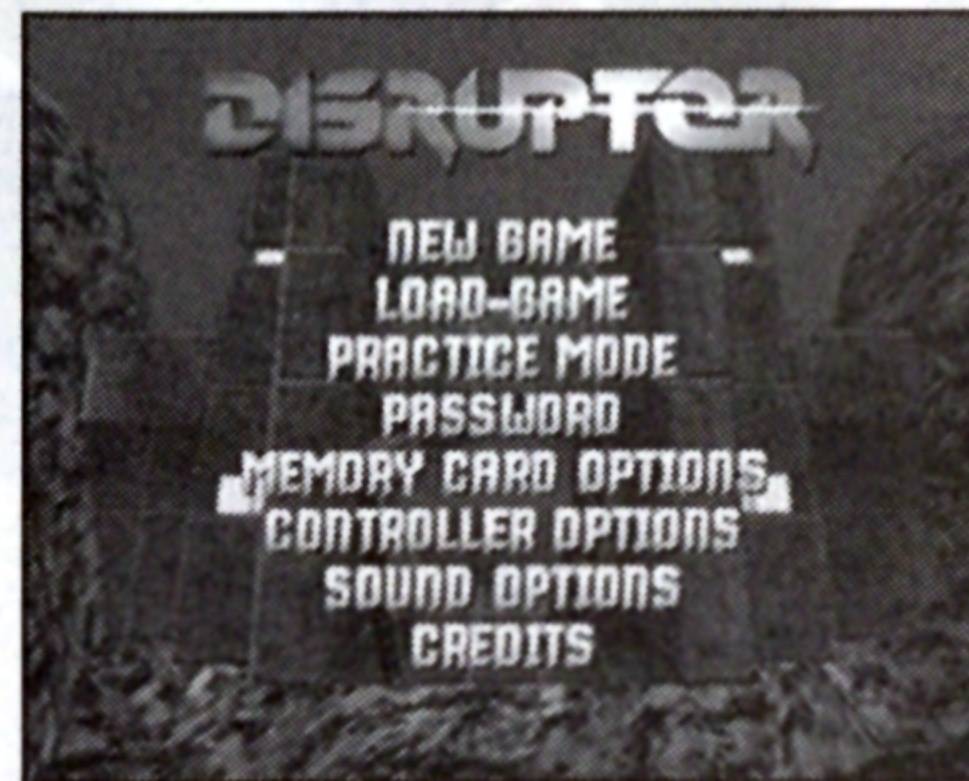 DISRUPTOR
NEW GAME
LOAD-GAME
PRACTICE MODE
PASSWORD
MEMORY CARD OPTIONS
CONTROLLER OPTIONS
SOUND OPTIONS
CREDITS